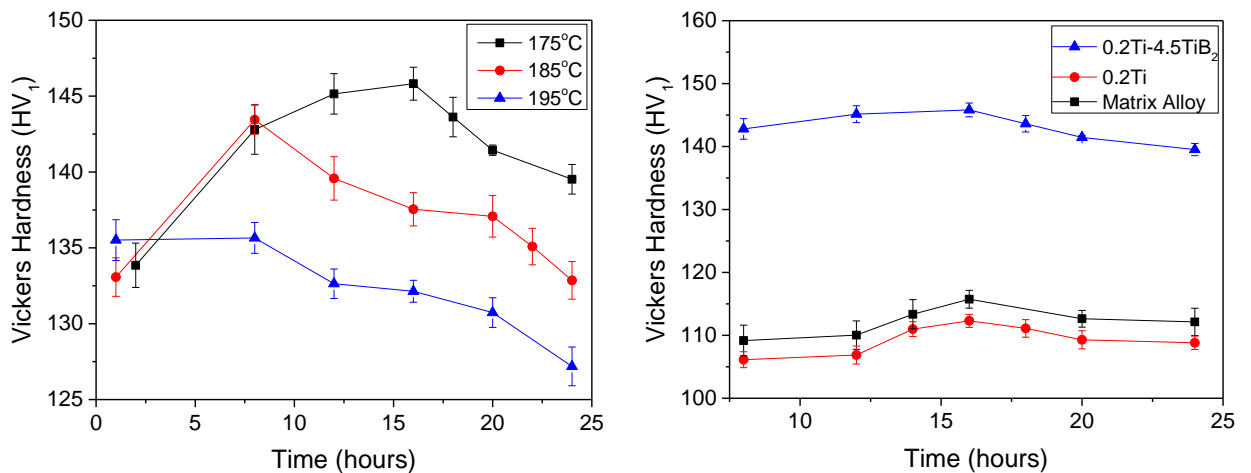 150
145
140
135
130
125
0
5
10
15
20
25
Vickers Hardness (HV₁)
Time (hours)
175°C
185°C
195°C
160
150
140
130
120
110
100
10
15
20
25
Vickers Hardness (HV₁)
Time (hours)
0.2Ti-4.5TiB₂
0.2Ti
Matrix Alloy